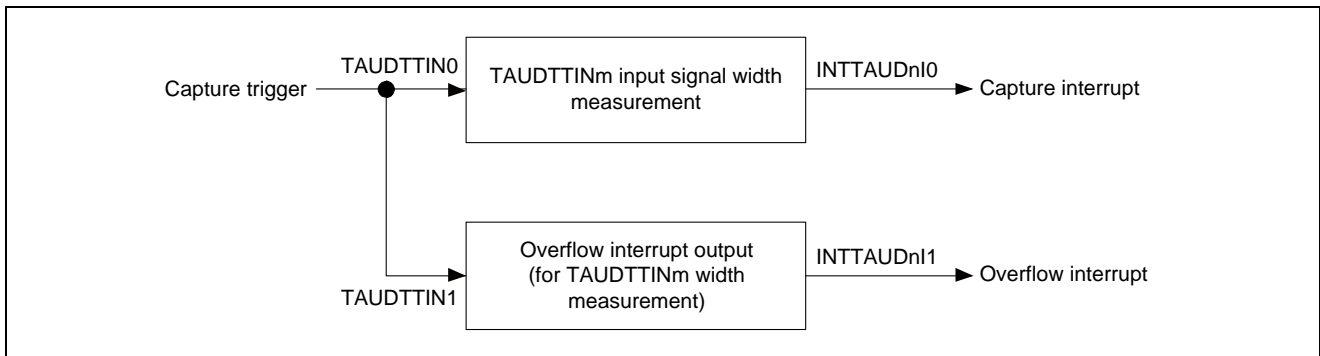 TAUDTTIN0
Capture trigger
TAUDTTINm input signal width
measurement
INTTAUDnI0
Capture interrupt
TAUDTTIN1
Overflow interrupt output
(for TAUDTTINm width
measurement)
INTTAUDnI1
Overflow interrupt